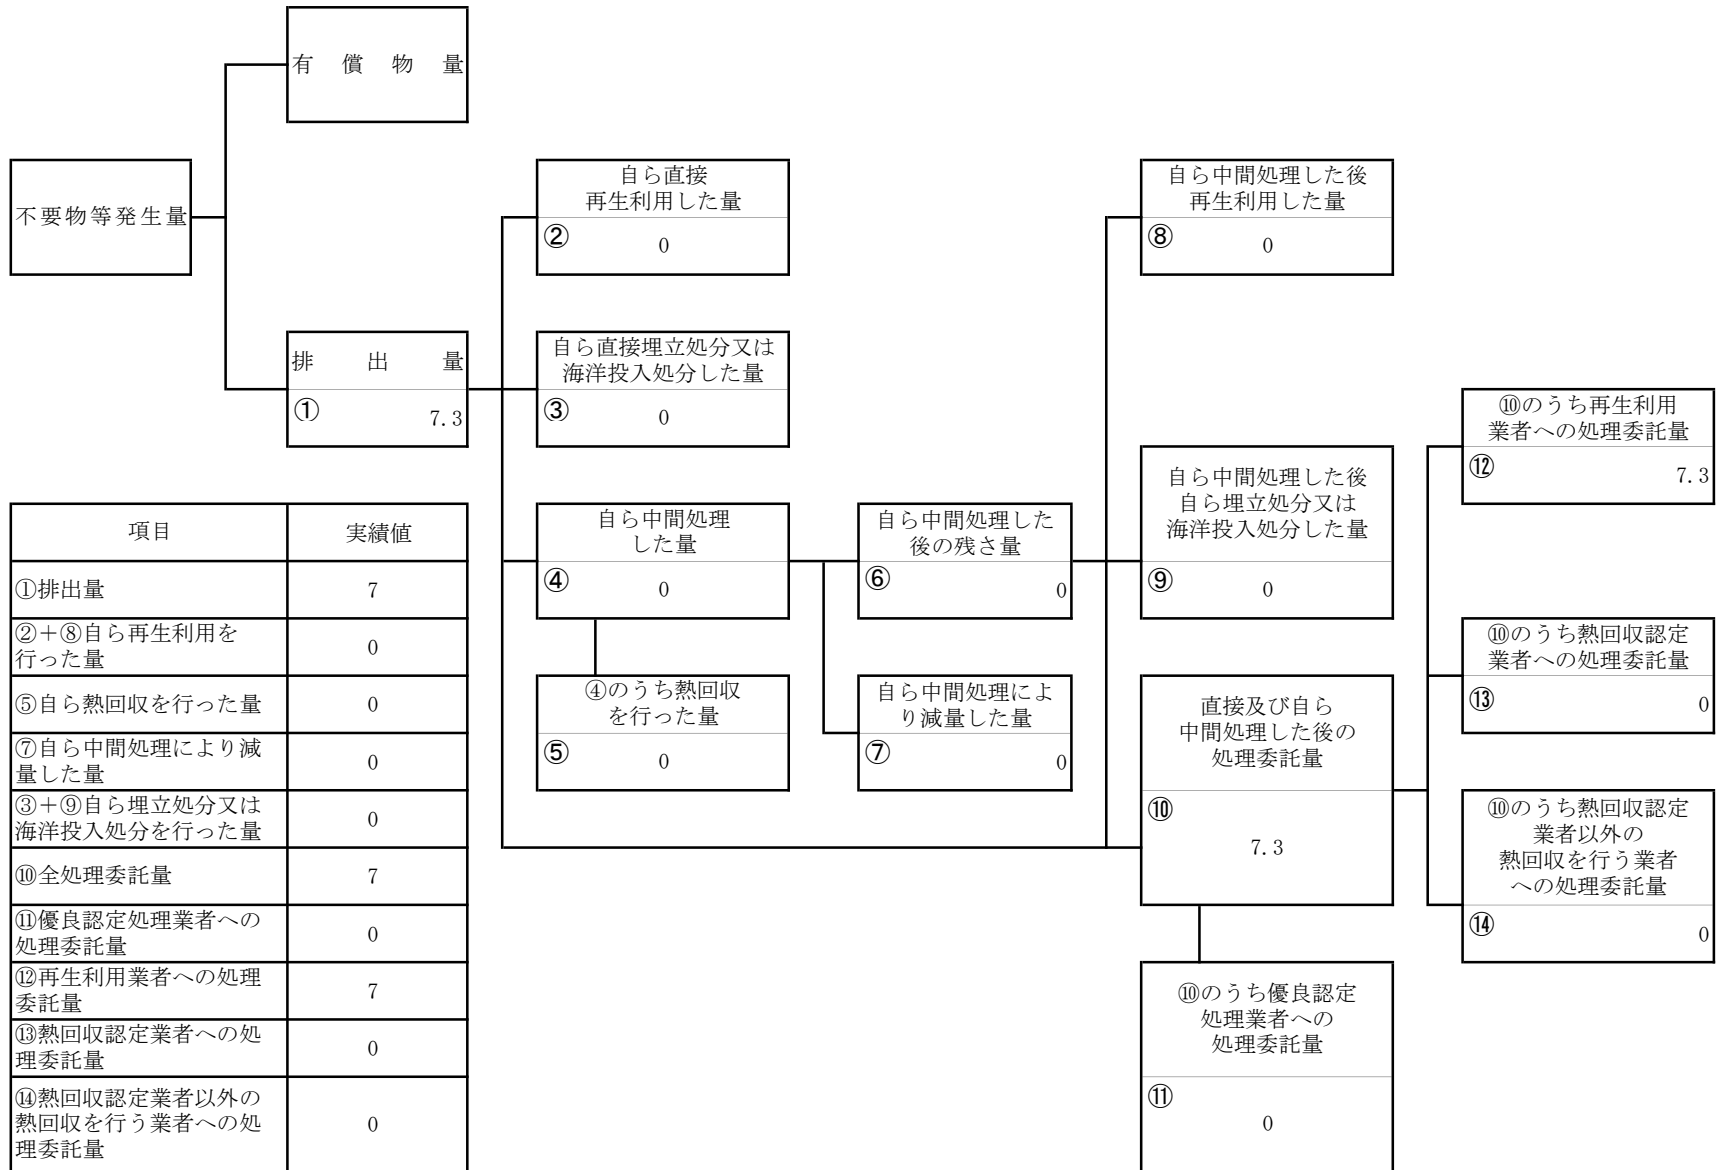 有償物量
不要物等発生量
排出量
①
7.3
自ら直接
再生利用した量
②
0
自ら直接埋立処分又は
海洋投入処分した量
③
0
自ら中間処理
した量
④
0
④のうち熱回収
を行った量
⑤
0
自ら中間処理した
後の残さ量
⑥
0
自ら中間処理によ
り減量した量
⑦
0
自ら中間処理した後
再生利用した量
⑧
0
自ら中間処理した後
自ら埋立処分又は
海洋投入処分した量
⑨
0
直接及び自ら
中間処理した後の
処理委託量
⑩
7.3
⑩のうち優良認定
処理業者への
処理委託量
⑪
0
⑩のうち再生利用
業者への処理委託量
⑫
7.3
⑩のうち熱回収認定
業者への処理委託量
⑬
0
⑩のうち熱回収認定
業者以外の
熱回収を行う業者
への処理委託量
⑭
0
項目 実績値
①排出量 7
②+⑧自ら再生利用を
行った量 0
⑤自ら熱回収を行った量 0
⑦自ら中間処理により減
量した量 0
③+⑨自ら埋立処分又は
海洋投入処分を行った量 0
⑩全処理委託量 7
⑪優良認定処理業者への
処理委託量 0
⑫再生利用業者への処理
委託量 7
⑬熱回収認定業者への処
理委託量 0
⑭熱回収認定業者以外の
熱回収を行う業者への処
理委託量 0